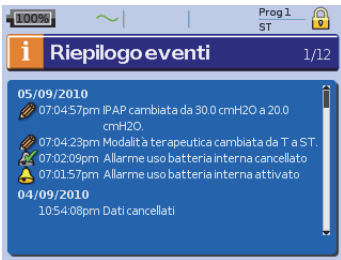 100%
Prog1
ST
i Riepilogo eventi 1/12
05/09/2010
07:04:57pm IPAP cambiata da 30.0 cmH2O a 20.0
cmH2O.
07:04:23pm Modalità terapeutica cambiata da T a ST.
07:02:09pm Allarme uso batteria interna cancellato
07:01:57pm Allarme uso batteria interna attivato
04/09/2010
10:54:08pm Dati cancellati